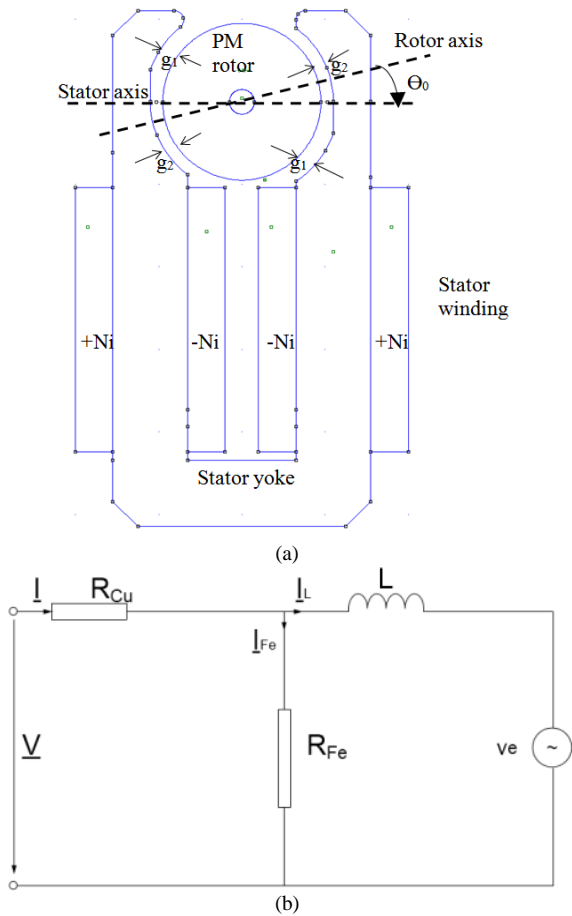 PM
rotor
Rotor axis
g1
g2
Stator axis
Θ0
g2
g1
Stator
winding
+Ni
-Ni
-Ni
+Ni
Stator yoke
(a)
I
RCu
IL
L
IFe
V
RFe
ve
~
(b)